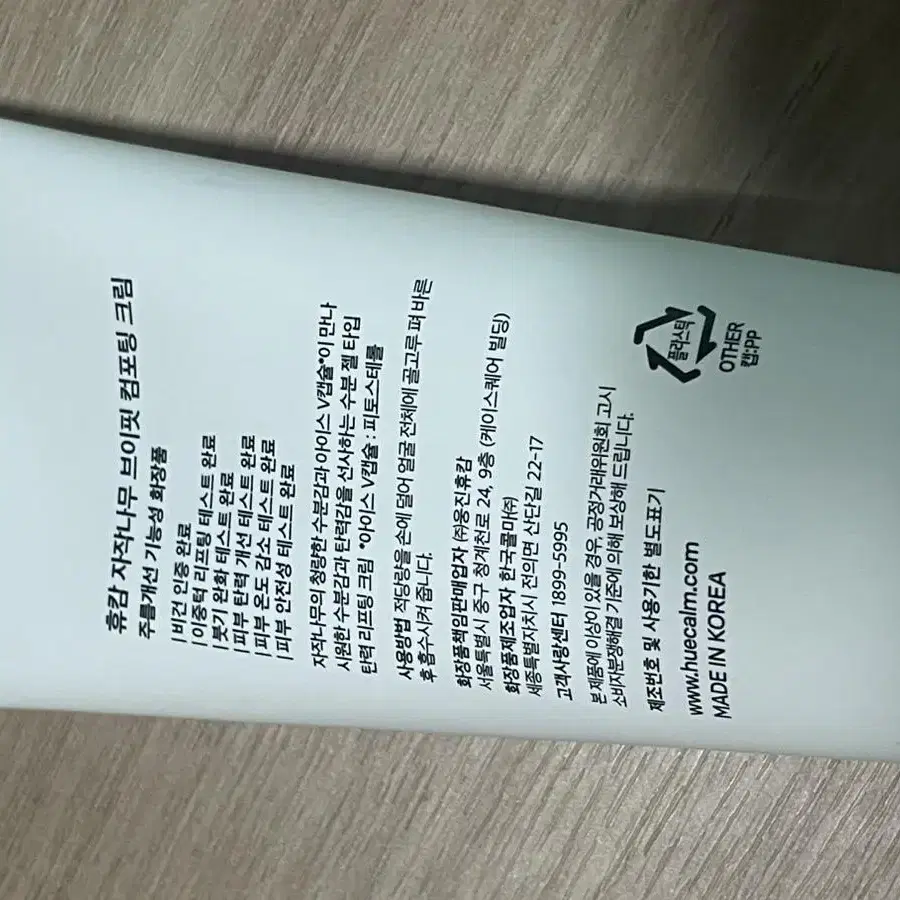 휴캄 자작나무 브이핏 컴포팅 크림
주름개선 기능성 화장품
| 비건 인증 완료
| 이중턱 리프팅 테스트 완료
| 붓기 완화 테스트 완료
| 피부 탄력 개선 테스트 완료
| 피부 온도 감소 테스트 완료
| 피부 안전성 테스트 완료
자작나무의 청량한 수분감과 아이스 V캡슐*이 만나
시원한 수분감과 탄력감을 선사하는 수분 젤 타입
탄력 리프팅 크림 *아이스 V캡슐 : 피토스테롤
사용방법 적당량을 손에 덜어 얼굴 전체에 골고루 펴 바른
후 흡수시켜 줍니다.
화장품책임판매업자 ㈜웅진휴캄
서울특별시 중구 청계천로 24, 9층 (케이스퀘어 빌딩)
화장품제조업자 한국콜마㈜
세종특별자치시 전의면 산단길 22-17
고객사랑센터 1899-5995
본 제품에 이상이 있을 경우, 공정거래위원회 고시
소비자분쟁해결 기준에 의해 보상해 드립니다.
제조번호 및 사용기한 별도표기
www.huecalm.com
MADE IN KOREA
플라스틱
OTHER
캡:PP